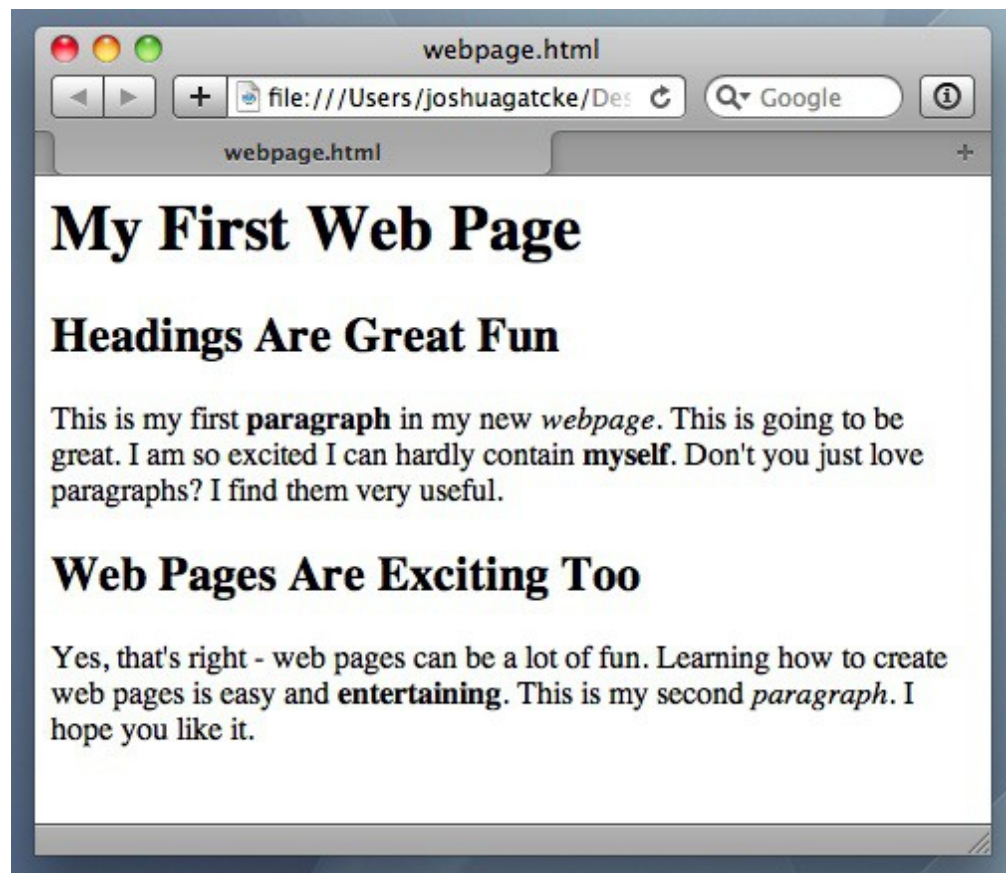 webpage.html
file:///Users/joshuagatcke/Des
Google
webpage.html
My First Web Page
Headings Are Great Fun
This is my first paragraph in my new webpage. This is going to be
great. I am so excited I can hardly contain myself. Don't you just love
paragraphs? I find them very useful.
Web Pages Are Exciting Too
Yes, that's right - web pages can be a lot of fun. Learning how to create
web pages is easy and entertaining. This is my second paragraph. I
hope you like it.